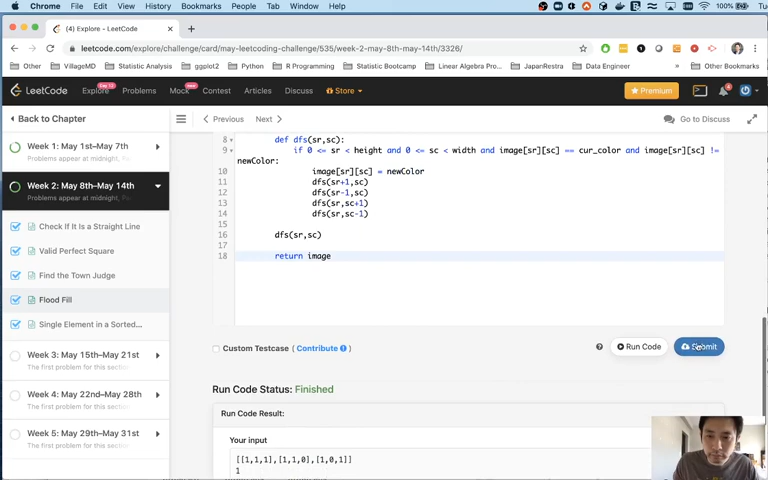 Chrome File Edit View History Bookmarks People Tab Window Help 100%
(4) Explore - LeetCode
leetcode.com/explore/challenge/card/may-leetcoding-challenge/535/week-2-may-8th-may-14th/3326/
Other VillageMD Statistic Analysis ggplot2 Python R Programming Statistic Bootcamp Linear Algebra Pro... JapanRestra Data Engineer » Other Bookmarks
LeetCode Explore Day 12 Problems Mock new Contest Articles Discuss Store Premium 4
Back to Chapter Previous Next Go to Discuss
Week 1: May 1st–May 7th
Problems appear at midnight,
Week 2: May 8th–May 14th
Problems appear at midnight,
Check If It Is a Straight Line
Valid Perfect Square
Find the Town Judge
Flood Fill
Single Element in a Sorted...
Week 3: May 15th–May 21st
The first problem for this section
Week 4: May 22nd–May 28th
The first problem for this section
Week 5: May 29th–May 31st
The first problem for this section
8 def dfs(sr,sc):
9 if 0 <= sr < height and 0 <= sc < width and image[sr][sc] == cur_color and image[sr][sc] !=
newColor:
10 image[sr][sc] = newColor
11 dfs(sr+1,sc)
12 dfs(sr-1,sc)
13 dfs(sr,sc+1)
14 dfs(sr,sc-1)
15
16 dfs(sr,sc)
17
18 return image
Custom Testcase ( Contribute ) ? Run Code Submit
Run Code Status: Finished
Run Code Result:
Your input
[[1,1,1],[1,1,0],[1,0,1]]
1